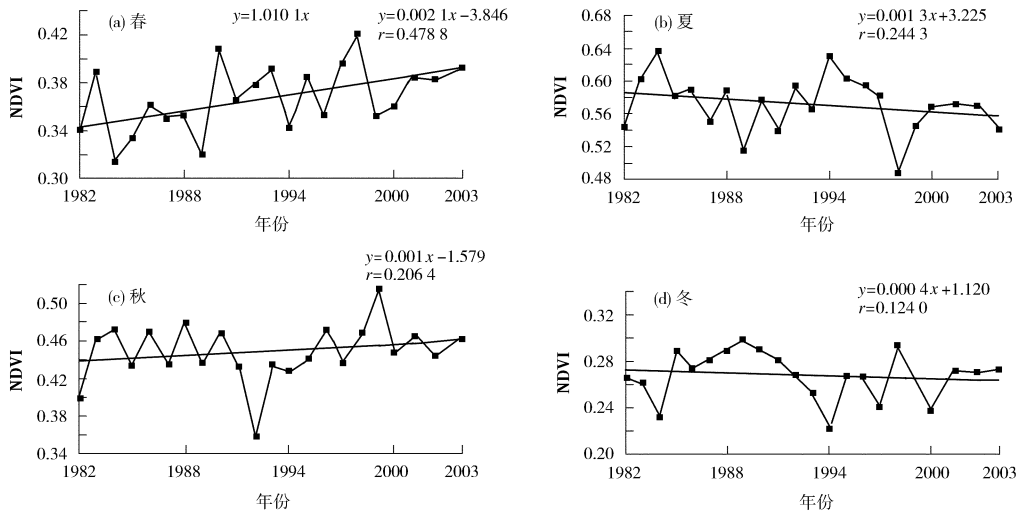 (a) 春
y=1.010 1x
y=0.002 1x−3.846
r=0.478 8
NDVI
0.42
0.38
0.34
0.30
1982
1988
1994
2000
2003
年份
(b) 夏
y=0.001 3x+3.225
r=0.244 3
NDVI
0.68
0.64
0.60
0.56
0.52
0.48
1982
1988
1994
2000
2003
年份
(c) 秋
y=0.001x−1.579
r=0.206 4
NDVI
0.50
0.46
0.42
0.38
0.34
1982
1988
1994
2000
2003
年份
(d) 冬
y=0.000 4x+1.120
r=0.124 0
NDVI
0.32
0.28
0.24
0.20
1982
1988
1994
2000
2003
年份